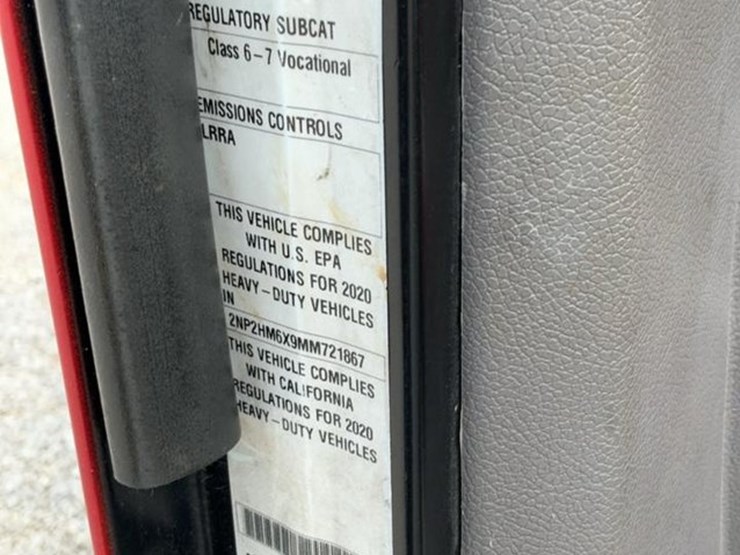 REGULATORY SUBCAT
Class 6-7 Vocational
EMISSIONS CONTROLS
LRRA
THIS VEHICLE COMPLIES
WITH U.S. EPA
REGULATIONS FOR 2020
HEAVY-DUTY VEHICLES
IN
2NP2HM6X9MM721867
THIS VEHICLE COMPLIES
WITH CALIFORNIA
REGULATIONS FOR 2020
HEAVY-DUTY VEHICLES